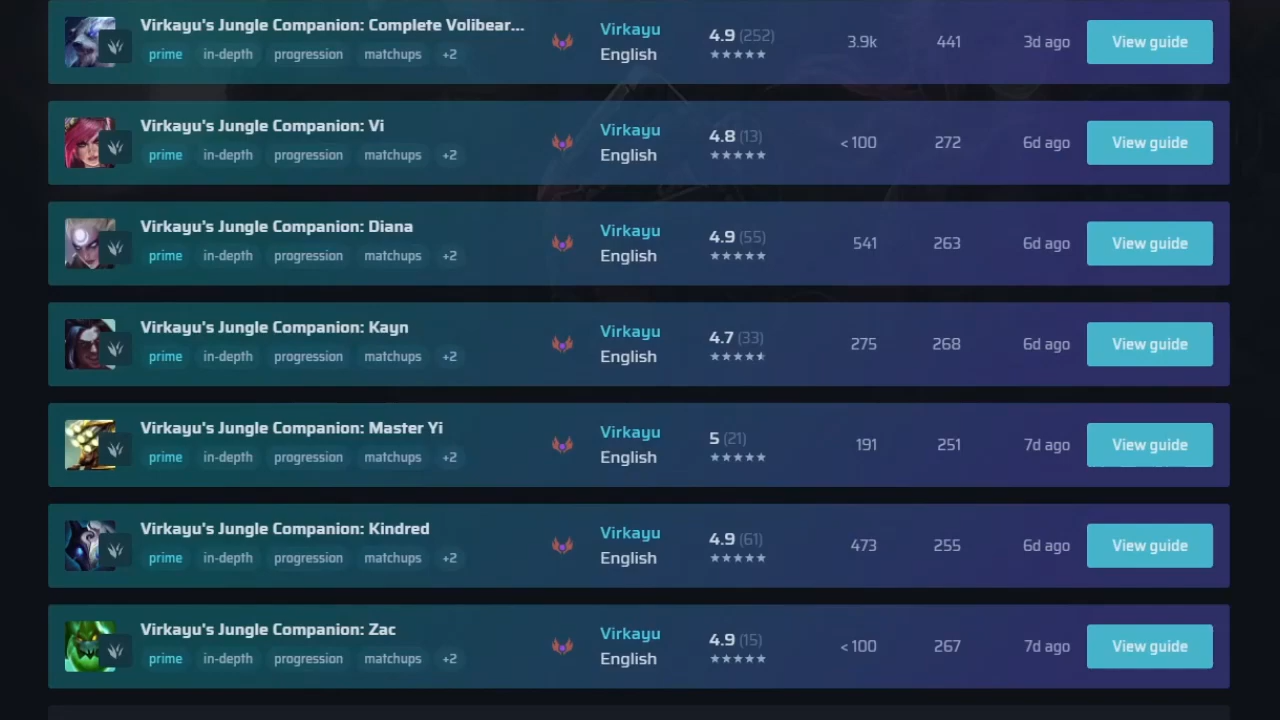 Virkayu's Jungle Companion: Complete Volibear...
prime in-depth progression matchups +2
Virkayu
English
4.9 (252)
3.9k 441 3d ago View guide
Virkayu's Jungle Companion: Vi
prime in-depth progression matchups +2
Virkayu
English
4.8 (13)
< 100 272 6d ago View guide
Virkayu's Jungle Companion: Diana
prime in-depth progression matchups +2
Virkayu
English
4.9 (55)
541 263 6d ago View guide
Virkayu's Jungle Companion: Kayn
prime in-depth progression matchups +2
Virkayu
English
4.7 (33)
275 268 6d ago View guide
Virkayu's Jungle Companion: Master Yi
prime in-depth progression matchups +2
Virkayu
English
5 (21)
191 251 7d ago View guide
Virkayu's Jungle Companion: Kindred
prime in-depth progression matchups +2
Virkayu
English
4.9 (61)
473 255 6d ago View guide
Virkayu's Jungle Companion: Zac
prime in-depth progression matchups +2
Virkayu
English
4.9 (15)
< 100 267 7d ago View guide